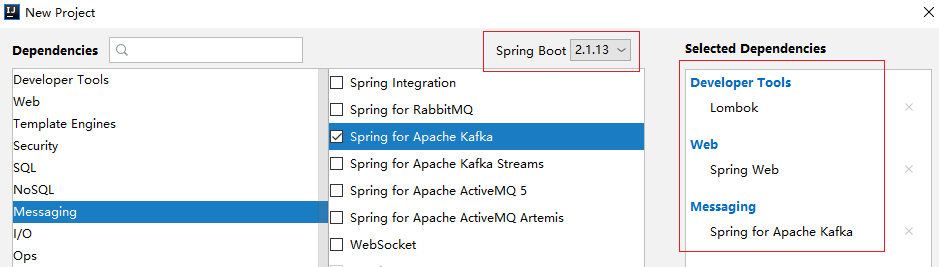 New Project
Dependencies
Spring Boot 2.1.13
Selected Dependencies
Developer Tools
Web
Template Engines
Security
SQL
NoSQL
Messaging
I/O
Ops
Spring Integration
Spring for RabbitMQ
Spring for Apache Kafka
Spring for Apache Kafka Streams
Spring for Apache ActiveMQ 5
Spring for Apache ActiveMQ Artemis
WebSocket
Developer Tools
Lombok
Web
Spring Web
Messaging
Spring for Apache Kafka